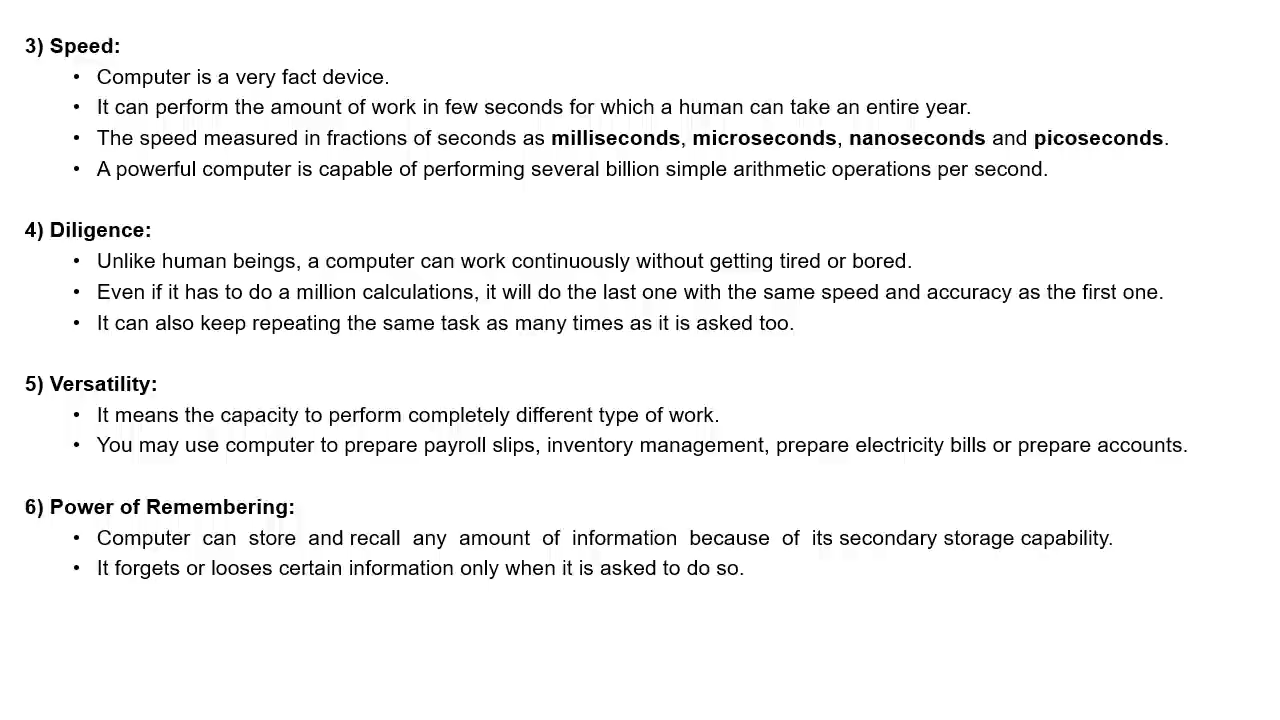 3) Speed:
• Computer is a very fact device.
• It can perform the amount of work in few seconds for which a human can take an entire year.
• The speed measured in fractions of seconds as milliseconds, microseconds, nanoseconds and picoseconds.
• A powerful computer is capable of performing several billion simple arithmetic operations per second.
4) Diligence:
• Unlike human beings, a computer can work continuously without getting tired or bored.
• Even if it has to do a million calculations, it will do the last one with the same speed and accuracy as the first one.
• It can also keep repeating the same task as many times as it is asked too.
5) Versatility:
• It means the capacity to perform completely different type of work.
• You may use computer to prepare payroll slips, inventory management, prepare electricity bills or prepare accounts.
6) Power of Remembering:
• Computer can store and recall any amount of information because of its secondary storage capability.
• It forgets or looses certain information only when it is asked to do so.